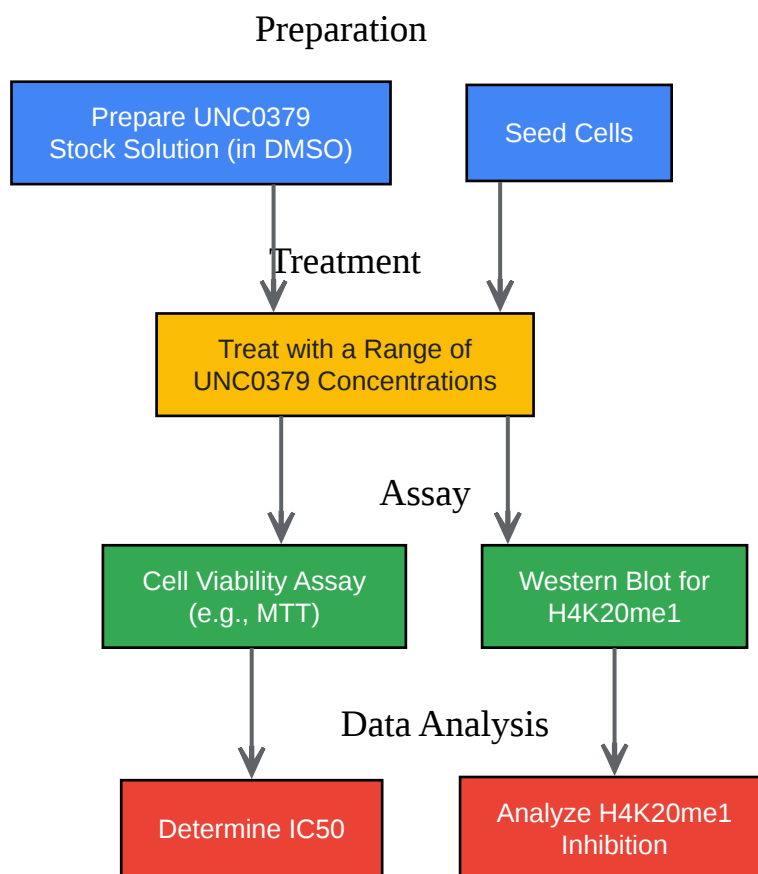 Preparation
Prepare UNC0379
Stock Solution (in DMSO)
Seed Cells
Treatment
Treat with a Range of
UNC0379 Concentrations
Assay
Cell Viability Assay
(e.g., MTT)
Western Blot for
H4K20me1
Data Analysis
Determine IC50
Analyze H4K20me1
Inhibition